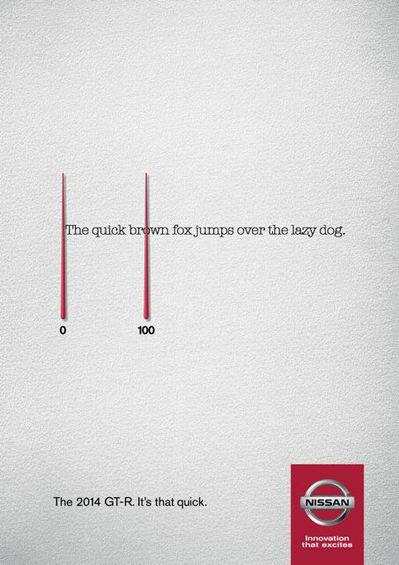 The quick brown fox jumps over the lazy dog.
0 100
The 2014 GT-R. It's that quick.
NISSAN
Innovation
that excites